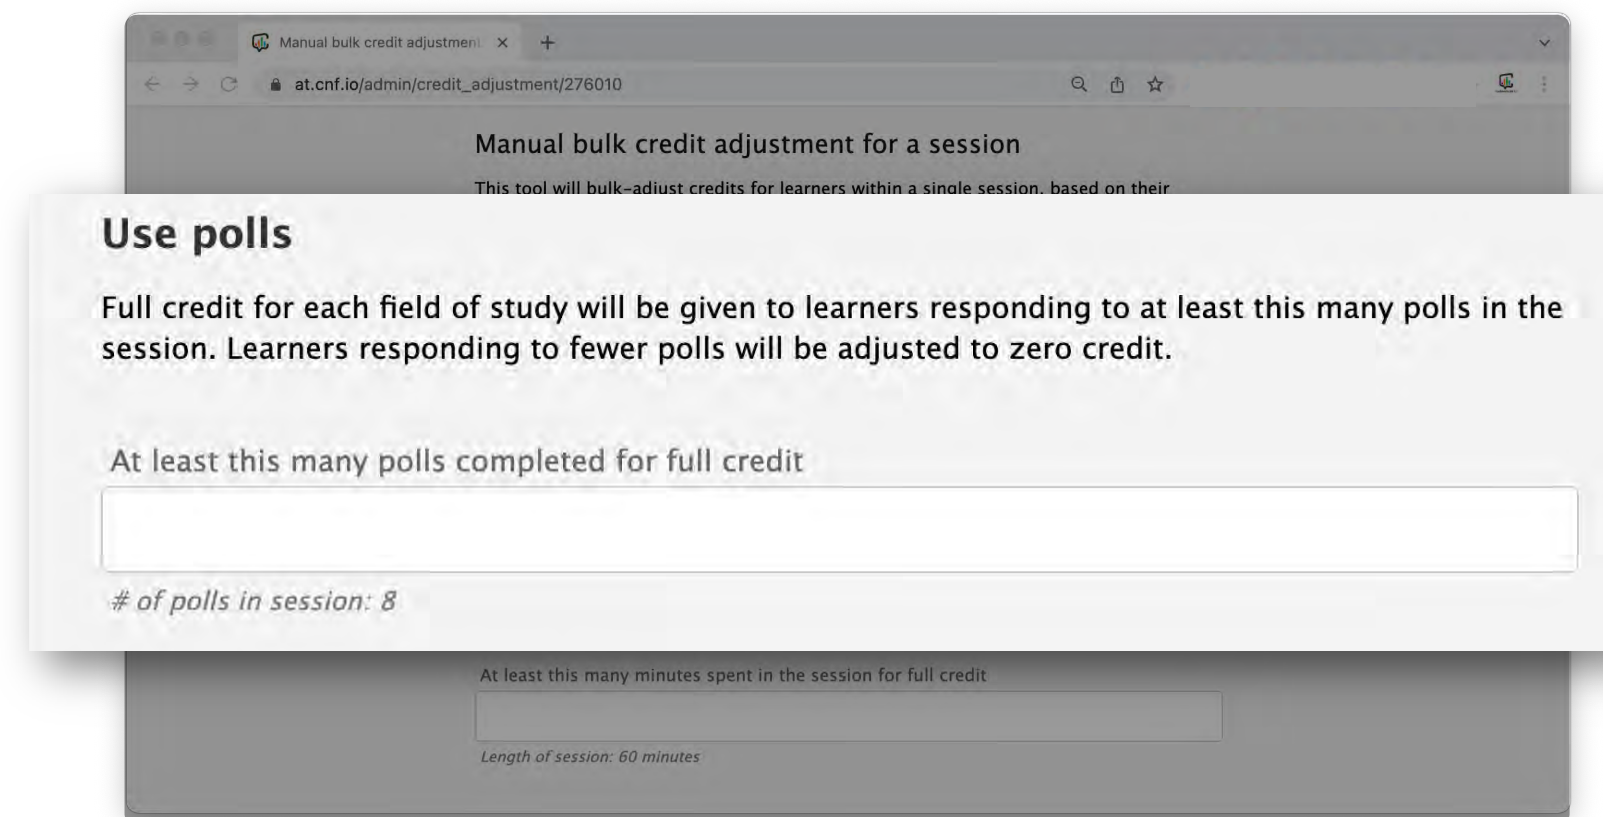 Manual bulk credit adjustment
at.cnf.io/admin/credit_adjustment/276010
Manual bulk credit adjustment for a session
This tool will bulk-adjust credits for learners within a single session, based on their
Use polls
Full credit for each field of study will be given to learners responding to at least this many polls in the
session. Learners responding to fewer polls will be adjusted to zero credit.
At least this many polls completed for full credit
# of polls in session: 8
At least this many minutes spent in the session for full credit
Length of session: 60 minutes